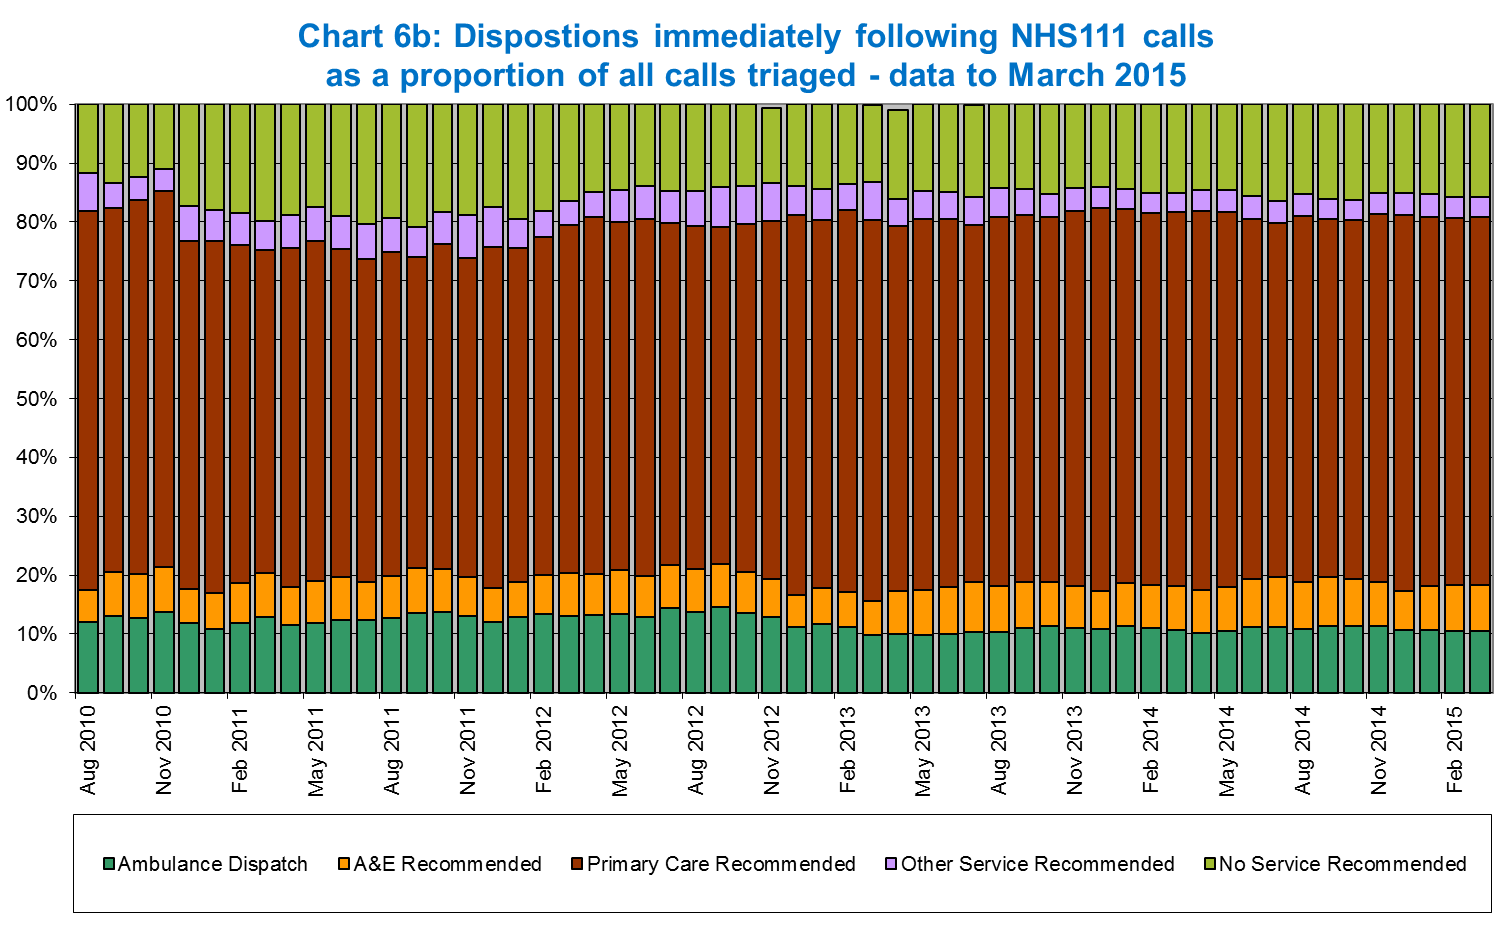 Chart 6b: Dispostions immediately following NHS111 calls
as a proportion of all calls triaged - data to March 2015
100%
90%
80%
70%
60%
50%
40%
30%
20%
10%
0%
Aug 2010
Nov 2010
Feb 2011
May 2011
Aug 2011
Nov 2011
Feb 2012
May 2012
Aug 2012
Nov 2012
Feb 2013
May 2013
Aug 2013
Nov 2013
Feb 2014
May 2014
Aug 2014
Nov 2014
Feb 2015
Ambulance Dispatch
A&E Recommended
Primary Care Recommended
Other Service Recommended
No Service Recommended